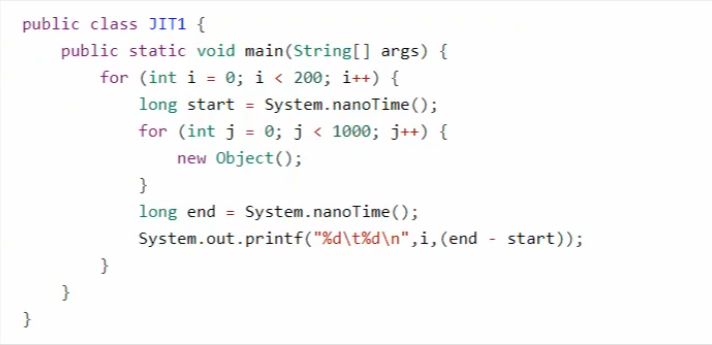 public class JIT1 {
    public static void main(String[] args) {
        for (int i = 0; i < 200; i++) {
            long start = System.nanoTime();
            for (int j = 0; j < 1000; j++) {
                new Object();
            }
            long end = System.nanoTime();
            System.out.printf("%d\t%d\n",i,(end - start));
        }
    }
}